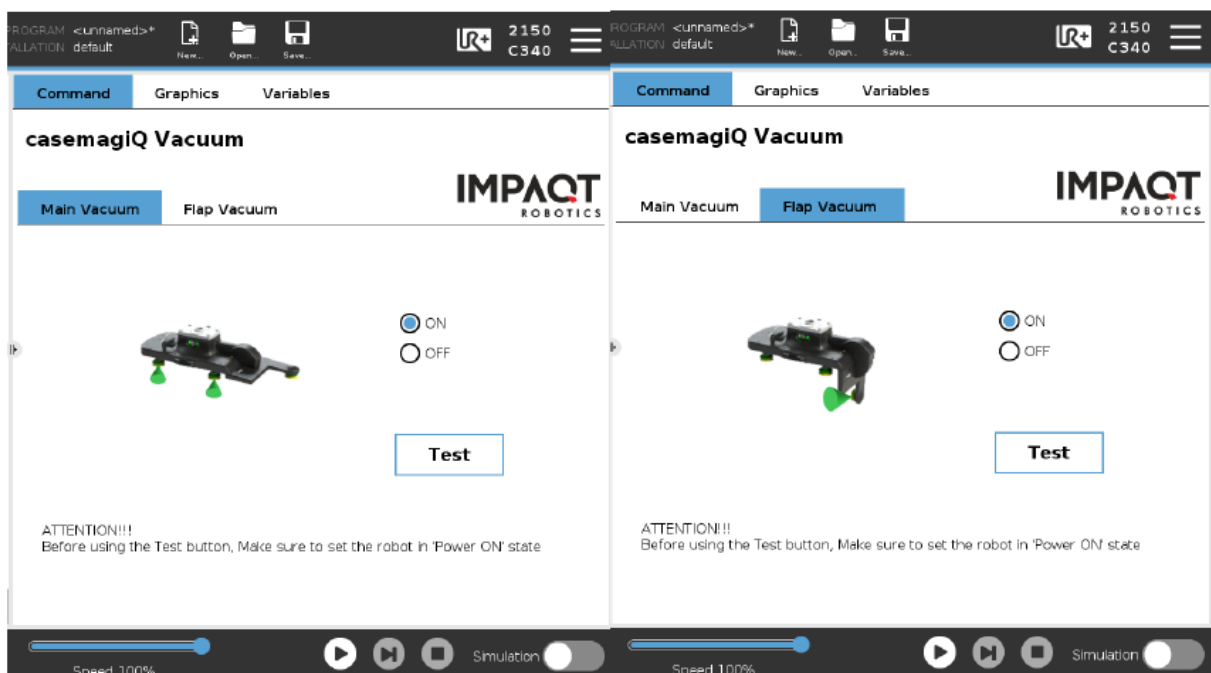 PROGRAM <unnamed>*
ALLATION default
New...
Open...
Save...
UR+
2150
C340
Command Graphics Variables
casemagiQ Vacuum
IMPAQT
ROBOTICS
Main Vacuum Flap Vacuum
ON
OFF
Test
ATTENTION!!!
Before using the Test button, Make sure to set the robot in 'Power ON' state
Speed 100%
Simulation
ROGRAM <unnamed>*
ALLATION default
New...
Open...
Save...
UR+
2150
C340
Command Graphics Variables
casemagiQ Vacuum
IMPAQT
ROBOTICS
Main Vacuum Flap Vacuum
ON
OFF
Test
ATTENTION!!!
Before using the Test button, Make sure to set the robot in 'Power ON' state
Speed 100%
Simulation